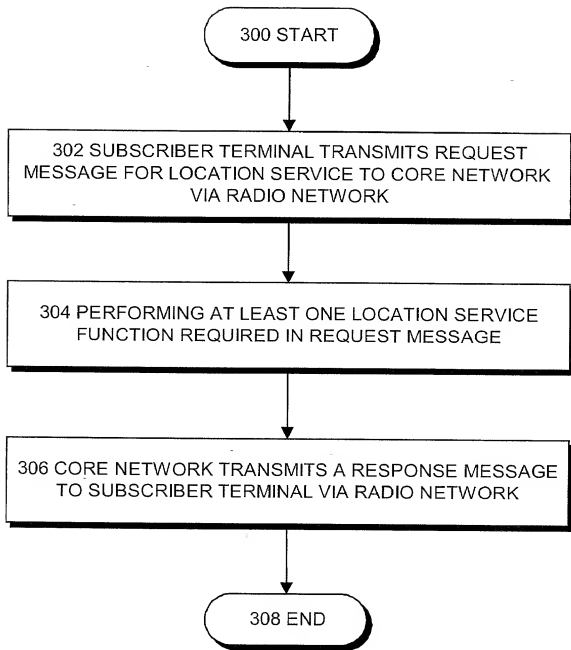 300 START
302 SUBSCRIBER TERMINAL TRANSMITS REQUEST
MESSAGE FOR LOCATION SERVICE TO CORE NETWORK
VIA RADIO NETWORK
304 PERFORMING AT LEAST ONE LOCATION SERVICE
FUNCTION REQUIRED IN REQUEST MESSAGE
306 CORE NETWORK TRANSMITS A RESPONSE MESSAGE
TO SUBSCRIBER TERMINAL VIA RADIO NETWORK
308 END